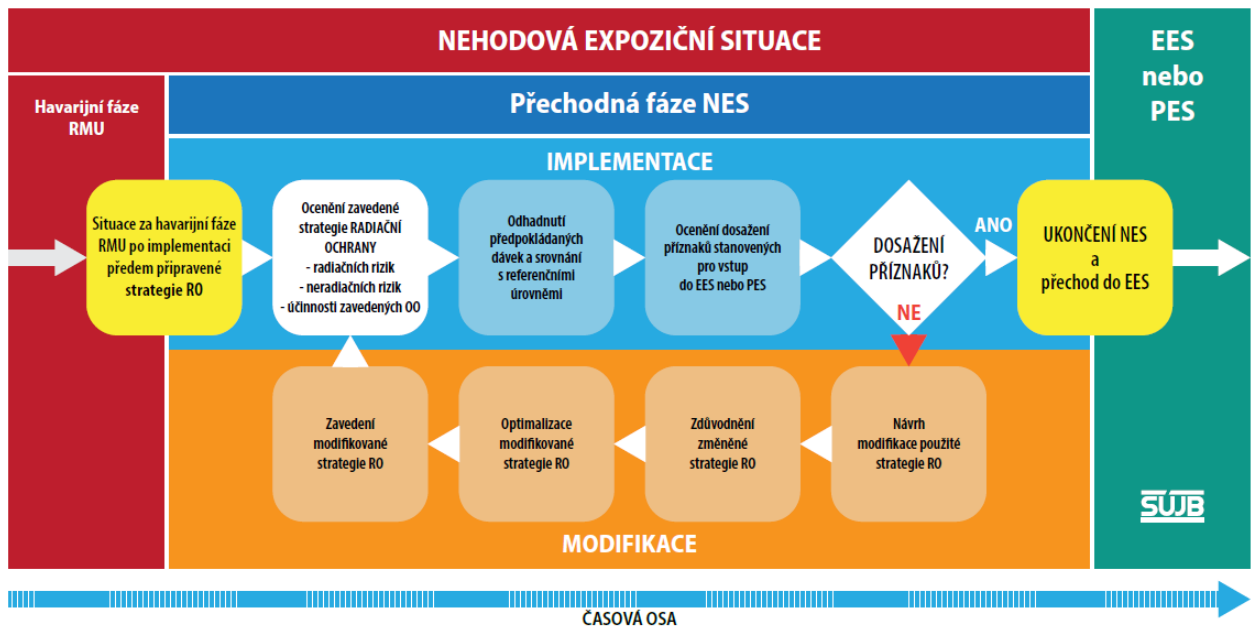 NEHODOVÁ EXPOZIČNÍ SITUACE
EES
nebo
PES
Havarijní fáze
RMU
Přechodná fáze NES
IMPLEMENTACE
Situace za havarijní fáze
RMU po implementaci
předem připravené
strategie RO
Ocenění zavedené
strategie RADIAČNÍ
OCHRANY
- radiačních rizik
- neradiačních rizik
- účinnosti zavedených OO
Odhadnutí
předpokládaných
dávek a srovnání
s referenčními
úrovněmi
Ocenění dosažení
příznaků stanovených
pro vstup
do EES nebo PES
DOSAŽENÍ
PŘÍZNAKŮ?
ANO
NE
UKONČENÍ NES
a
přechod do EES
Zavedení
modifikované
strategie RO
Optimalizace
modifikované
strategie RO
Zdůvodnění
změněné
strategie RO
Návrh
modifikace použité
strategie RO
MODIFIKACE
SÚJB
ČASOVÁ OSA